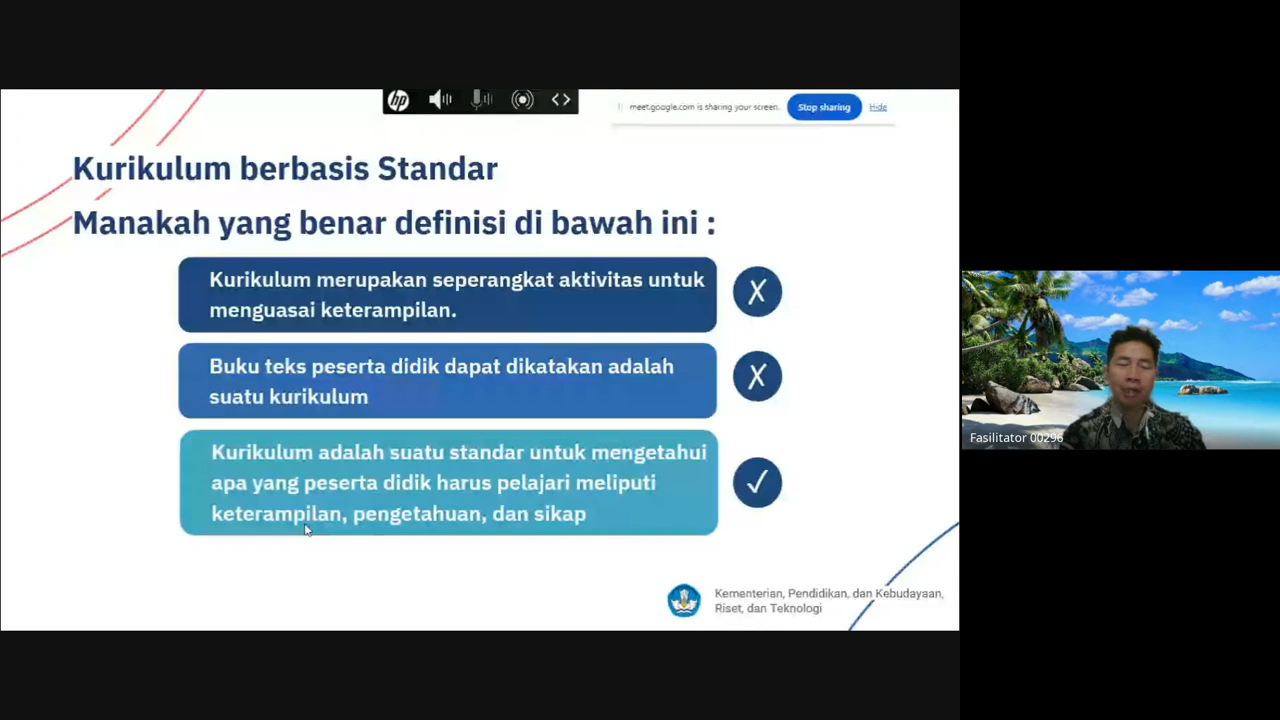 hp
meet.google.com is sharing your screen.
Stop sharing
Hide
Kurikulum berbasis Standar
Manakah yang benar definisi di bawah ini :
Kurikulum merupakan seperangkat aktivitas untuk
menguasai keterampilan.
X
Buku teks peserta didik dapat dikatakan adalah
suatu kurikulum
X
Kurikulum adalah suatu standar untuk mengetahui
apa yang peserta didik harus pelajari meliputi
keterampilan, pengetahuan, dan sikap
✓
Kementerian, Pendidikan, dan Kebudayaan,
Riset, dan Teknologi
Fasilitator 00296